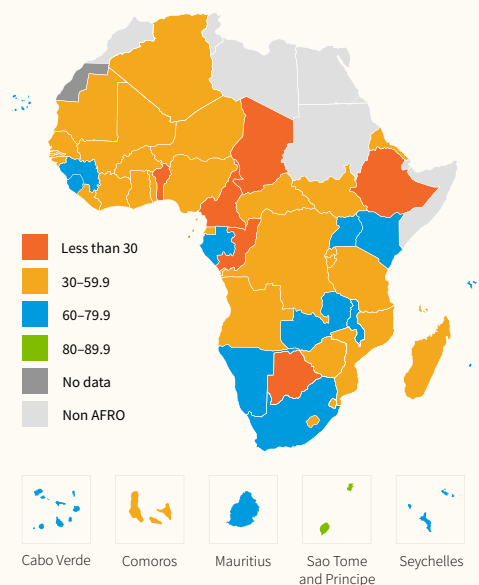 Less than 30
30–59.9
60–79.9
80–89.9
No data
Non AFRO
Cabo Verde
Comoros
Mauritius
Sao Tome
and Principe
Seychelles